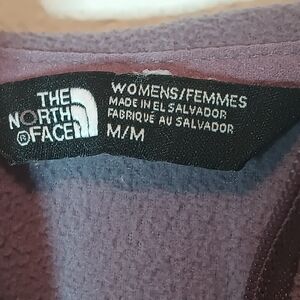 THE
NORTH
®FACE
WOMENS/FEMMES
MADE IN EL SALVADOR
FABRIQUÉ AU SALVADOR
M/M